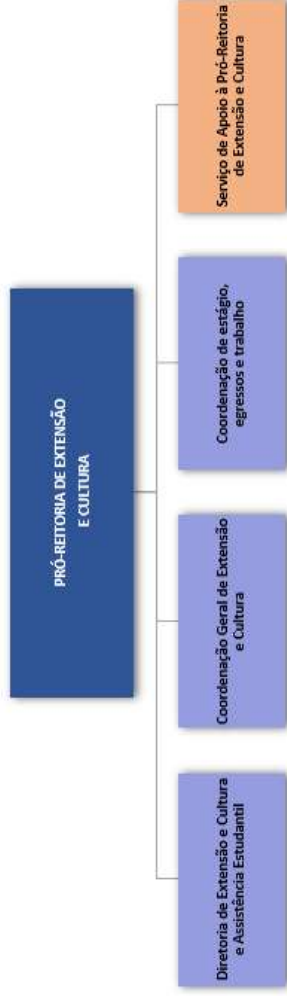 PRÓ-REITORIA DE EXTENSÃO
E CULTURA
Diretoria de Extensão e Cultura
e Assistência Estudantil
Coordenação Geral de Extensão
e Cultura
Coordenação de estágio,
egressos e trabalho
Serviço de Apoio à Pró-Reitoria
de Extensão e Cultura